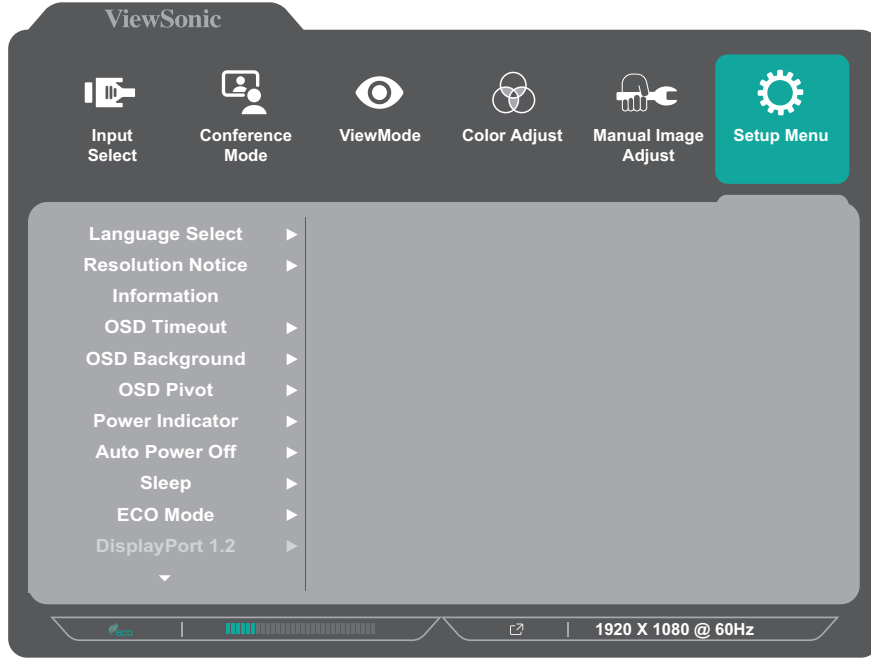 ViewSonic
Input
Select
Conference
Mode
ViewMode
Color Adjust
Manual Image
Adjust
Setup Menu
Language Select
Resolution Notice
Information
OSD Timeout
OSD Background
OSD Pivot
Power Indicator
Auto Power Off
Sleep
ECO Mode
DisplayPort 1.2
eco
1920 X 1080 @ 60Hz